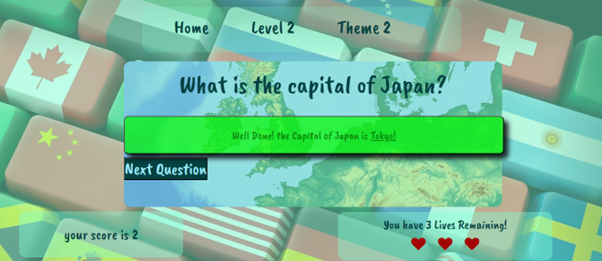 Home Level 2 Theme 2
What is the capital of Japan?
Well Done! the Capital of Japan is Tokyo!
Next Question
your score is 2
You have 3 Lives Remaining!